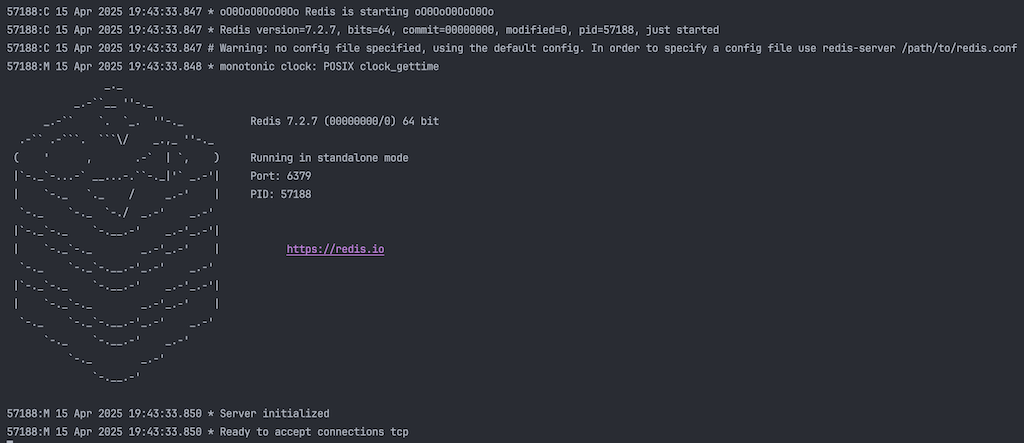 57188:C 15 Apr 2025 19:43:33.847 * oO0OoO0OoO0Oo Redis is starting oO0OoO0OoO0Oo
57188:C 15 Apr 2025 19:43:33.847 * Redis version=7.2.7, bits=64, commit=00000000, modified=0, pid=57188, just started
57188:C 15 Apr 2025 19:43:33.847 # Warning: no config file specified, using the default config. In order to specify a config file use redis-server /path/to/redis.conf
57188:M 15 Apr 2025 19:43:33.848 * monotonic clock: POSIX clock_gettime
Redis 7.2.7 (00000000/0) 64 bit
Running in standalone mode
Port: 6379
PID: 57188
https://redis.io
57188:M 15 Apr 2025 19:43:33.850 * Server initialized
57188:M 15 Apr 2025 19:43:33.850 * Ready to accept connections tcp